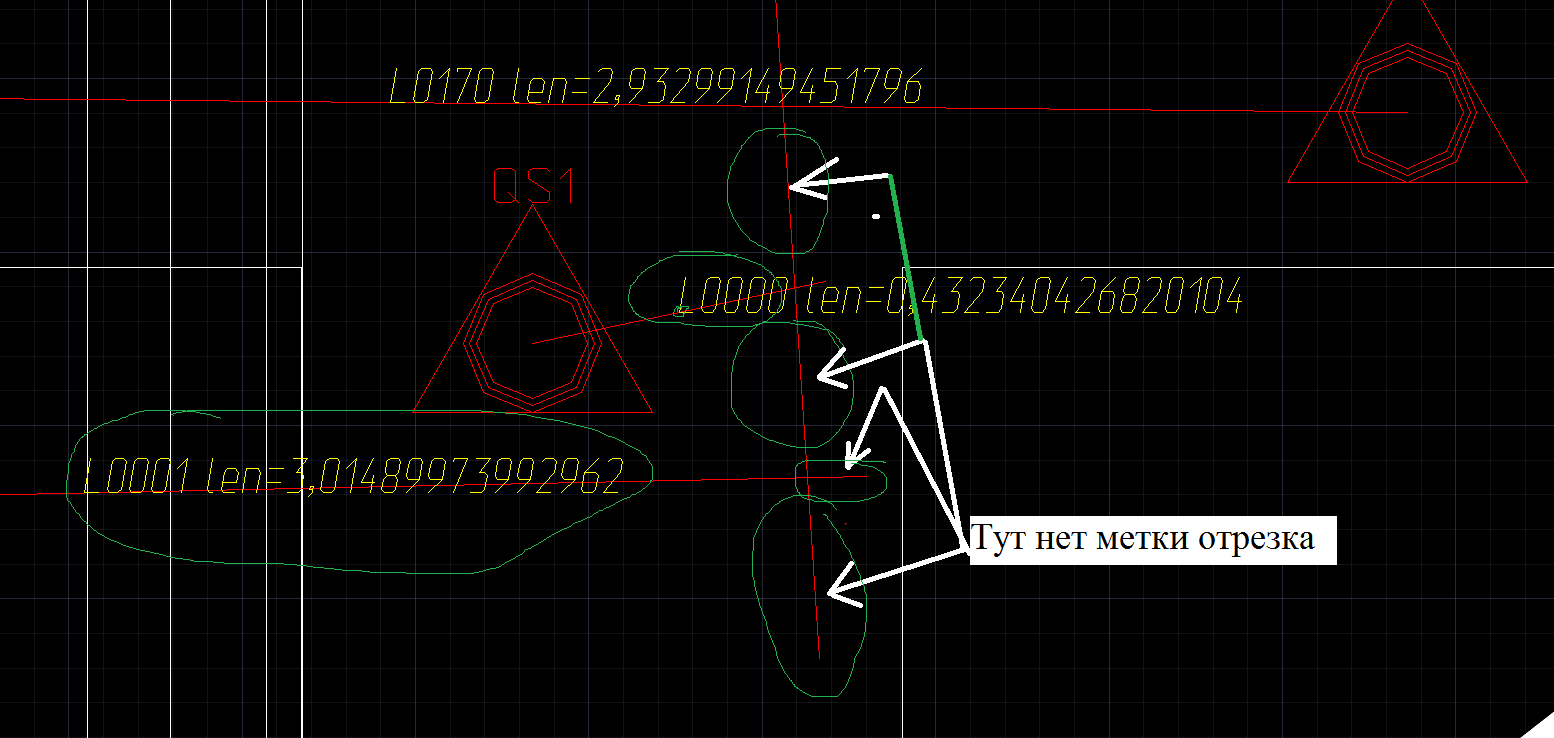 L0170 len=2,93299149451796
QS1
L0000 len=0,432340426820104
L0001 len=3,01489973992962
Тут нет метки отрезка